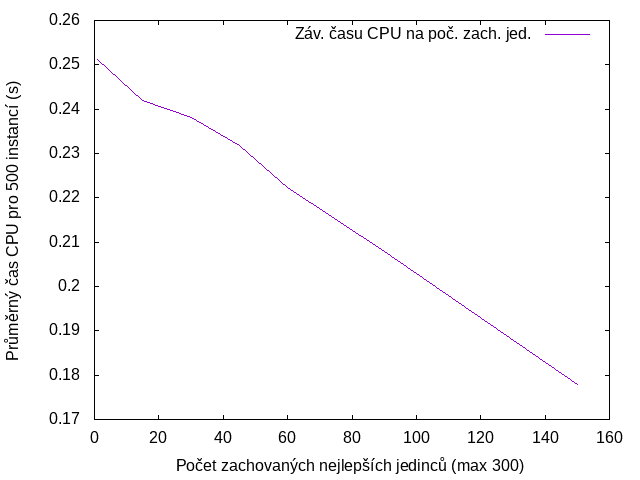 0.26
Záv. času CPU na poč. zach. jed.
0.25
0.24
0.23
0.22
0.21
0.2
0.19
0.18
0.17
Průměrný čas CPU pro 500 instancí (s)
0 20 40 60 80 100 120 140 160
Počet zachovaných nejlepších jedinců (max 300)